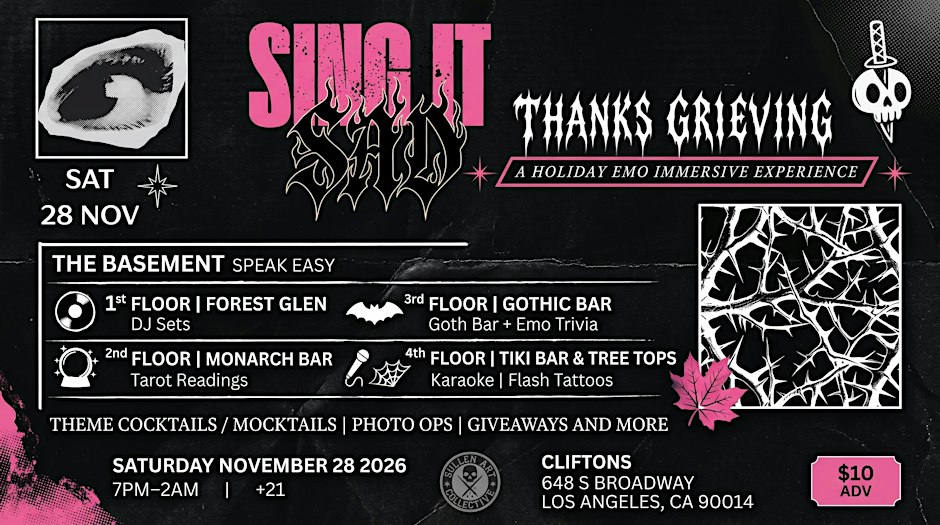 SING IT
SAD
THANKS GRIEVING
A HOLIDAY EMO IMMERSIVE EXPERIENCE
SAT
28 NOV
THE BASEMENT SPEAK EASY
1st FLOOR | FOREST GLEN
DJ Sets
2nd FLOOR | MONARCH BAR
Tarot Readings
3rd FLOOR | GOTHIC BAR
Goth Bar + Emo Trivia
4th FLOOR | TIKI BAR & TREE TOPS
Karaoke | Flash Tattoos
THEME COCKTAILS / MOCKTAILS | PHOTO OPS | GIVEAWAYS AND MORE
SATURDAY NOVEMBER 28 2026
7PM–2AM | +21
SULLEN ART
COLLECTIVE
CLIFTONS
648 S BROADWAY
LOS ANGELES, CA 90014
$10
ADV